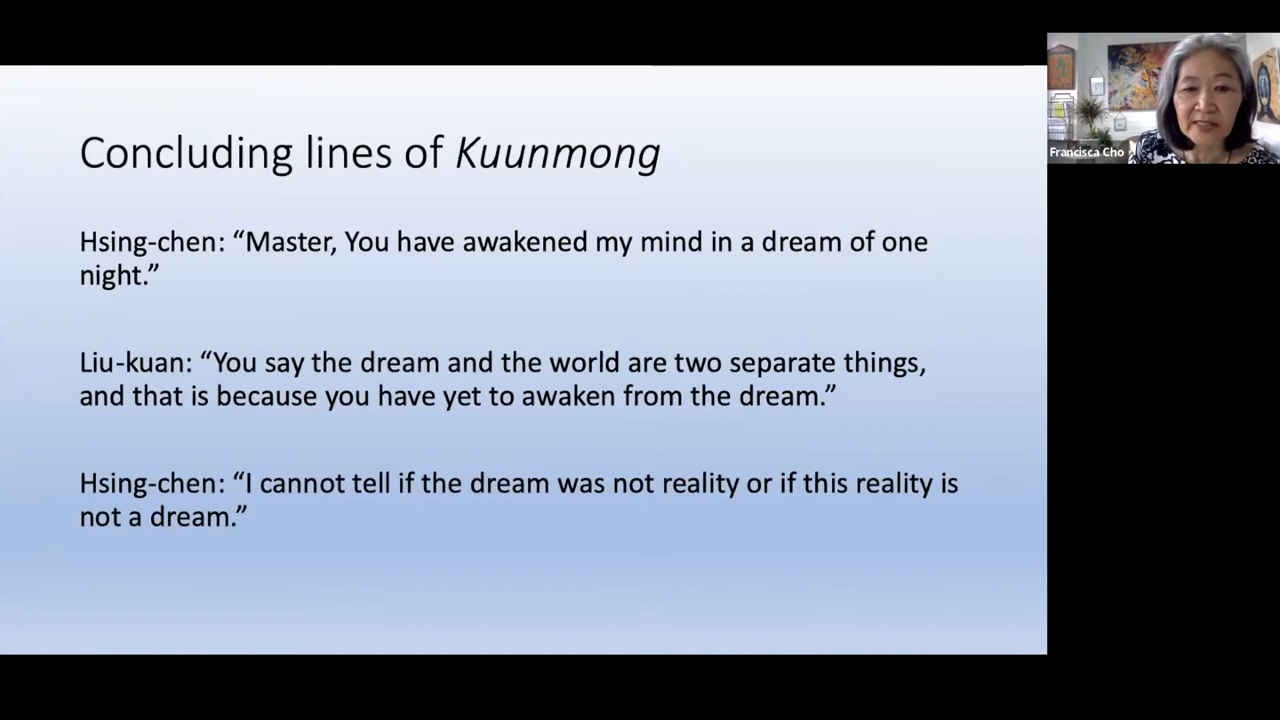 Concluding lines of Kuunmong
Hsing-chen: “Master, You have awakened my mind in a dream of one
night.”
Liu-kuan: “You say the dream and the world are two separate things,
and that is because you have yet to awaken from the dream.”
Hsing-chen: “I cannot tell if the dream was not reality or if this reality is
not a dream.”
Francisca Cho